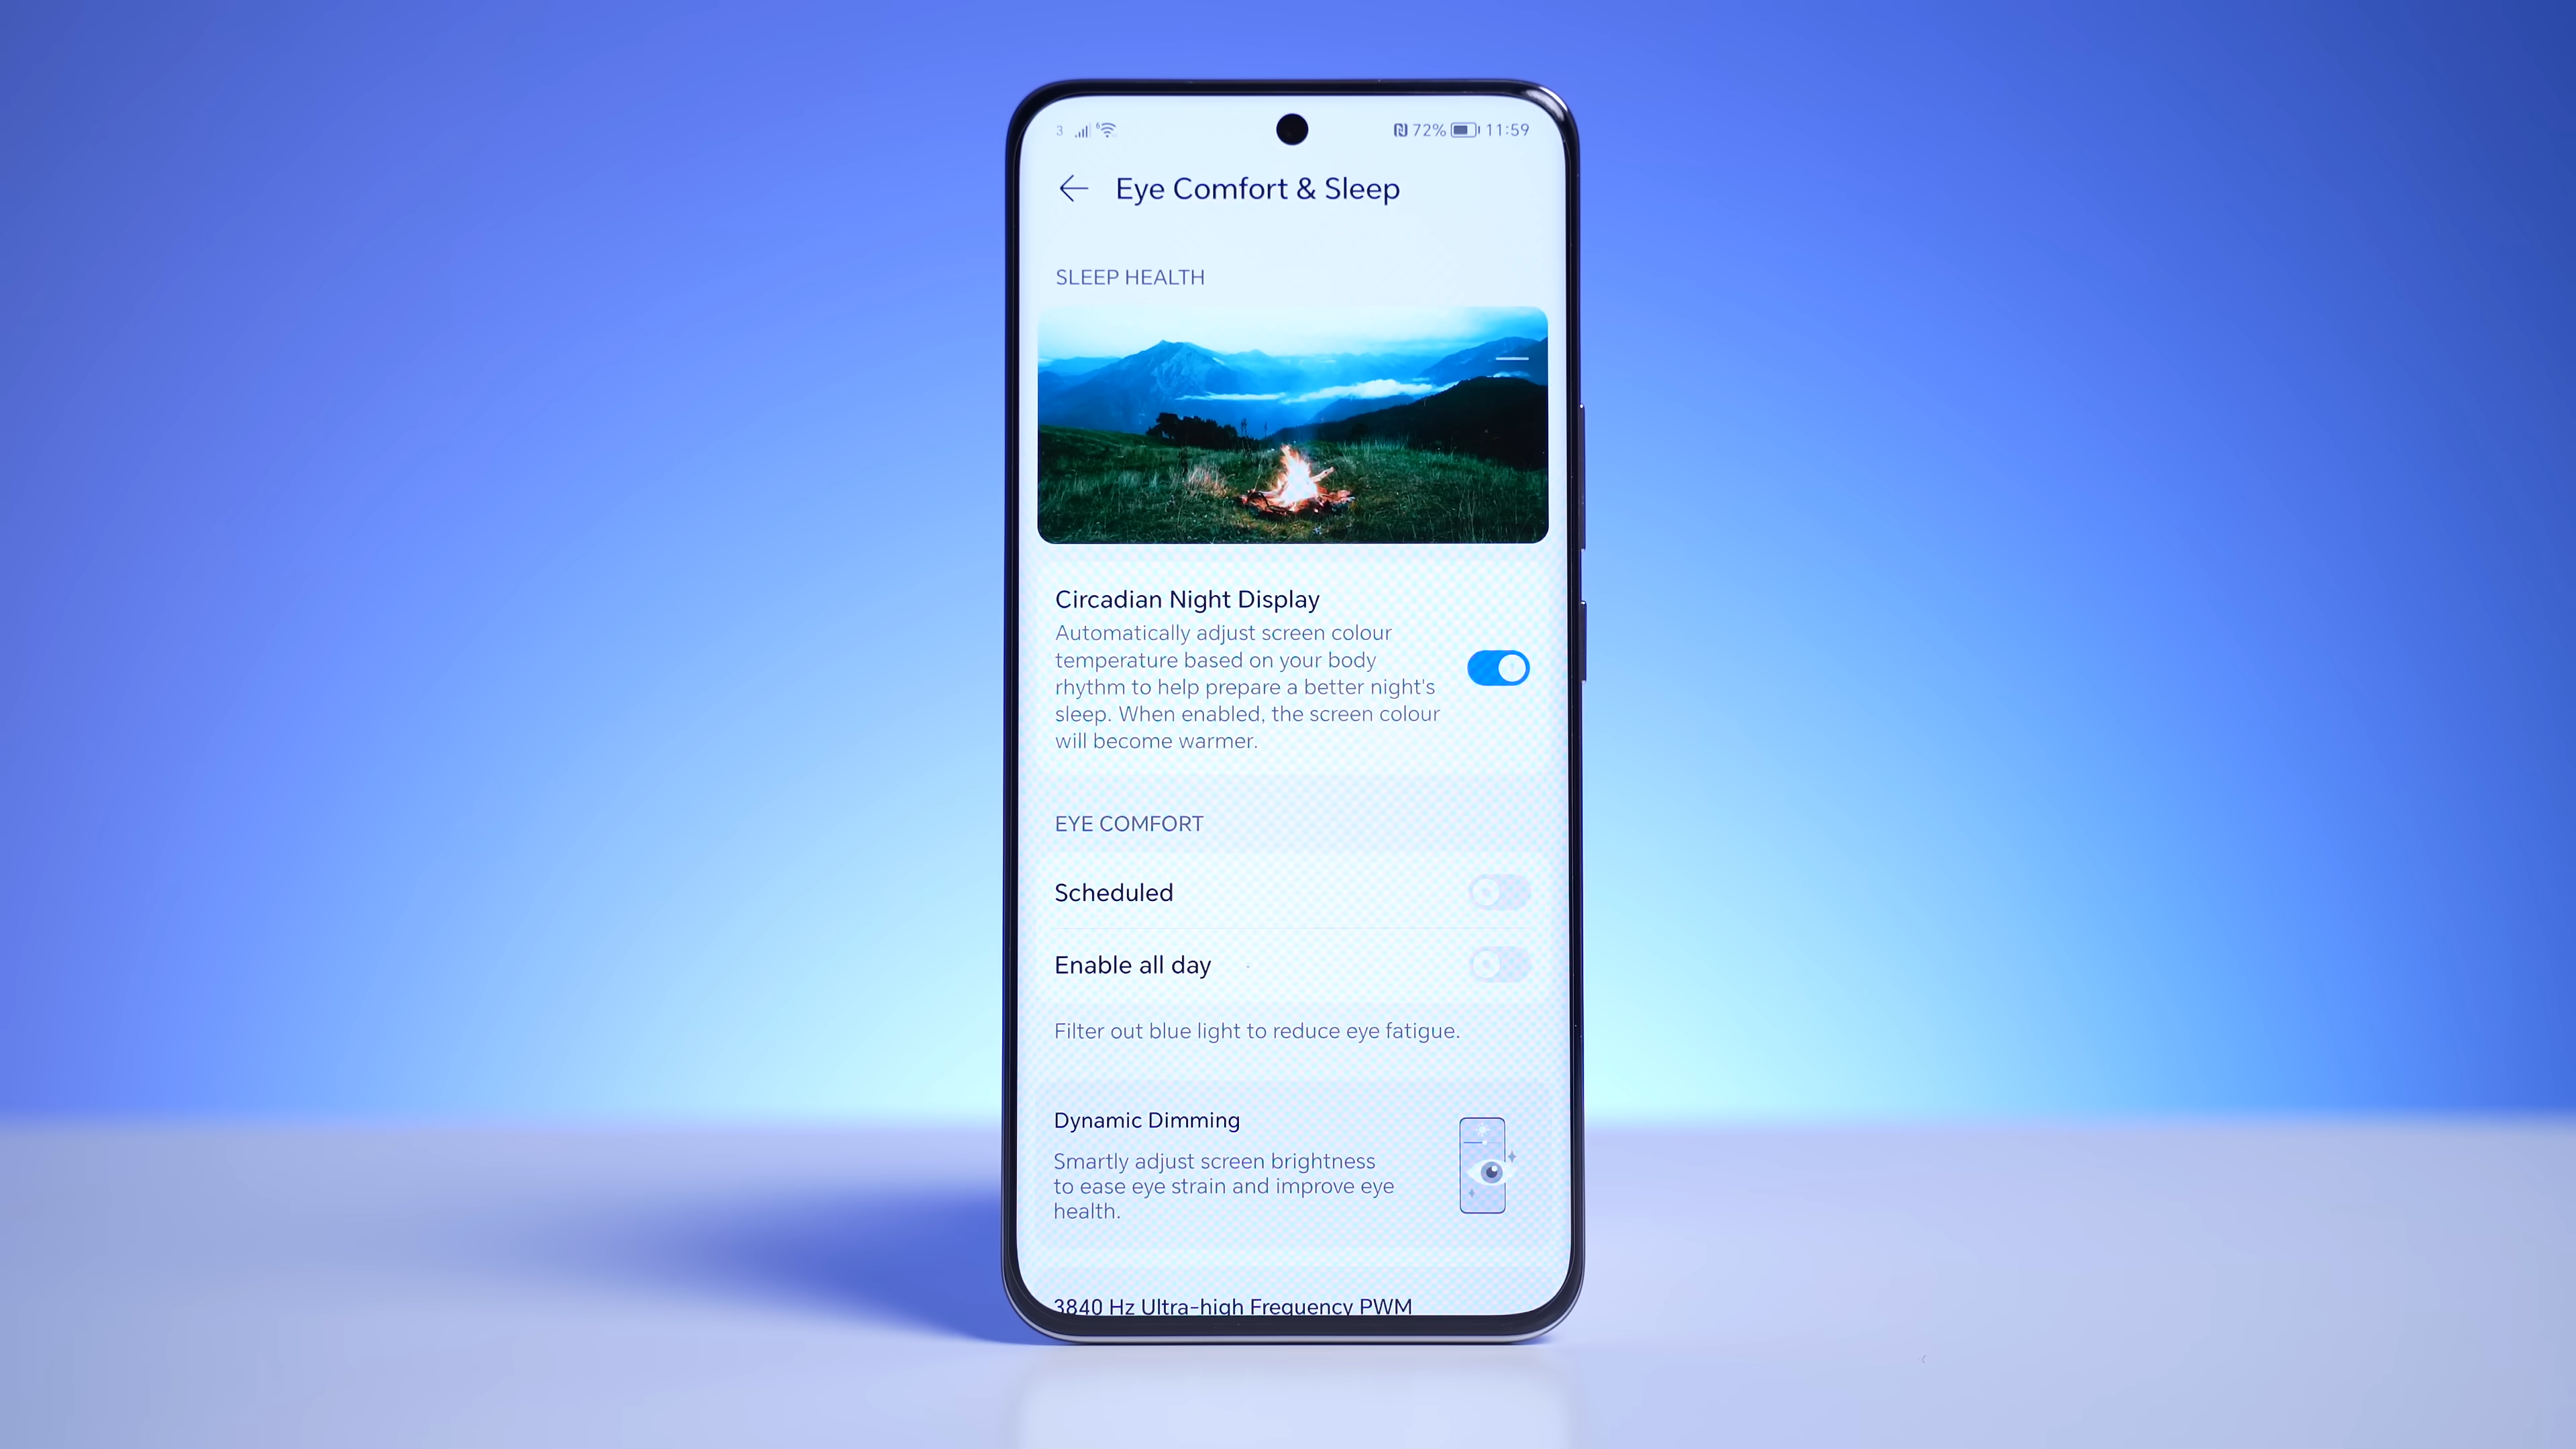 3 6 72% 11:59
Eye Comfort & Sleep
SLEEP HEALTH
Circadian Night Display
Automatically adjust screen colour
temperature based on your body
rhythm to help prepare a better night's
sleep. When enabled, the screen colour
will become warmer.
EYE COMFORT
Scheduled
Enable all day
Filter out blue light to reduce eye fatigue.
Dynamic Dimming
Smartly adjust screen brightness
to ease eye strain and improve eye
health.
3840 Hz Ultra-high Frequency PWM